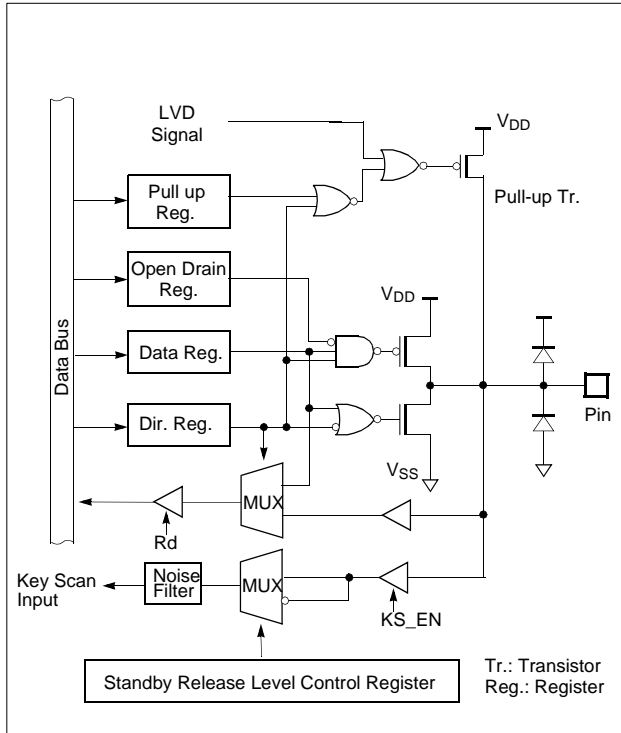 LVD
Signal
VDD
Pull up
Reg.
Pull-up Tr.
Open Drain
Reg.
VDD
Data Bus
Data Reg.
Dir. Reg.
Pin
VSS
MUX
Rd
Key Scan
Input
Noise
Filter
MUX
KS_EN
Standby Release Level Control Register
Tr.: Transistor
Reg.: Register